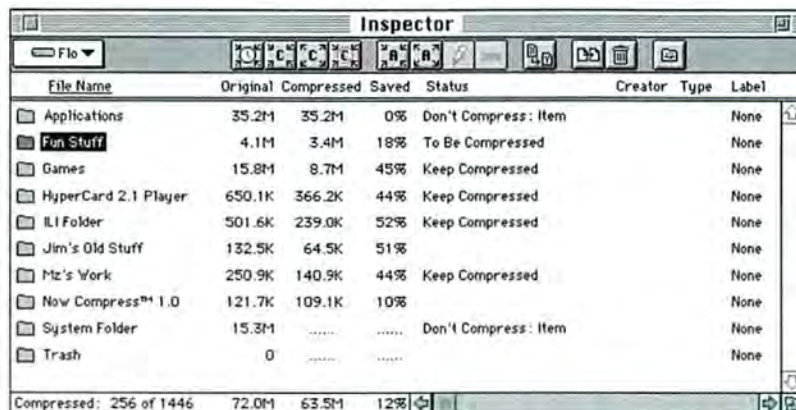 Inspector
Flo
File Name Original Compressed Saved Status Creator Type Label
Applications 35.2M 35.2M 0% Don't Compress: Item None
Fun Stuff 4.1M 3.4M 18% To Be Compressed None
Games 15.8M 8.7M 45% Keep Compressed None
HyperCard 2.1 Player 650.1K 366.2K 44% Keep Compressed None
ILI Folder 501.6K 239.0K 52% Keep Compressed None
Jim's Old Stuff 132.5K 64.5K 51% None
Mz's Work 250.9K 140.9K 44% Keep Compressed None
Now Compress™ 1.0 121.7K 109.1K 10% None
System Folder 15.3M ...... ...... Don't Compress: Item None
Trash 0 ...... ...... None
Compressed: 256 of 1446 72.0M 63.5M 12%